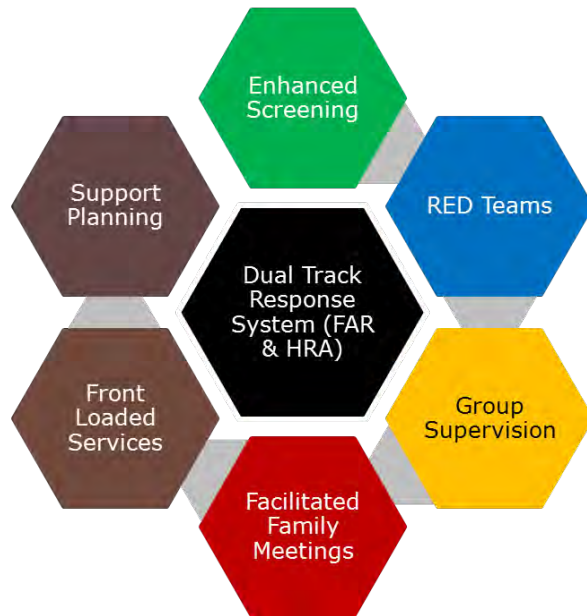 Enhanced
Screening
RED Teams
Group
Supervision
Facilitated
Family
Meetings
Front
Loaded
Services
Support
Planning
Dual Track
Response
System (FAR
& HRA)